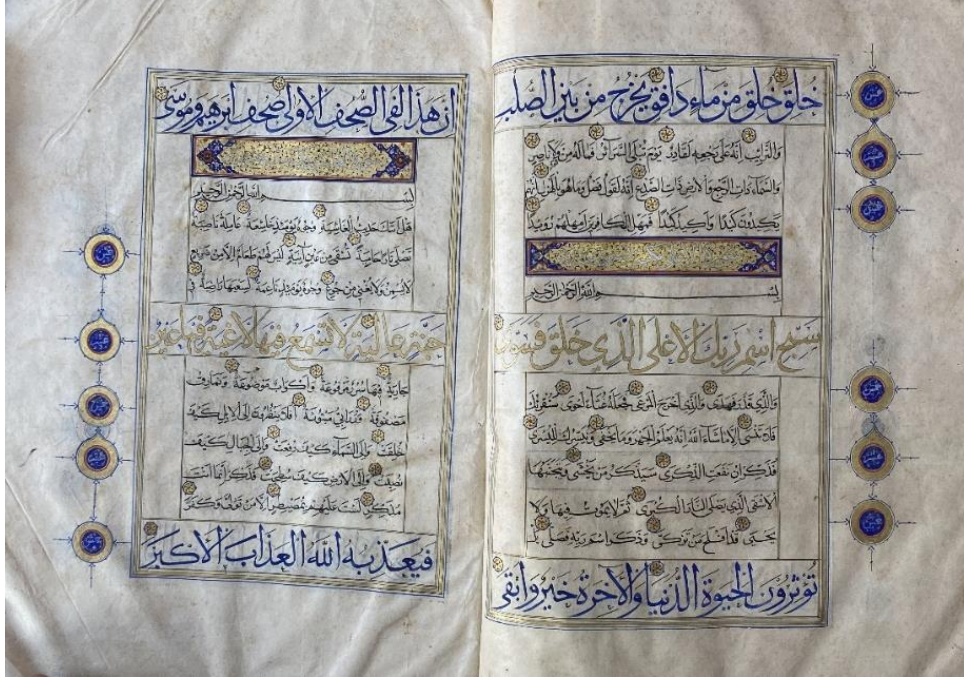 خلق خلق من ماء دافق يخرج من بين الصلب
والترائب انه على رجعه لقادر يوم تبلى السرائر فما له من قوة ولا ناصر
والسماء ذات الرجع والارض ذات الصدع انه لقول فصل وما هو بالهزل انهم
يكيدون كيدا واكيد كيدا فمهل الكافرين امهلهم رويدا
بسم الله الرحمن الرحيم
سبح اسم ربك الاعلى الذي خلق فسوى
والذي قدر فهدى والذي اخرج المرعى فجعله غثاء احوى سنقرئك
فلا تنسى الا ما شاء الله انه يعلم الجهر وما يخفى ونيسرك لليسرى
فذكر ان نفعت الذكرى سيذكر من يخشى ويتجنبها
الاشقى الذي يصلى النار الكبرى ثم لا يموت فيها ولا
يحيى قد افلح من تزكى وذكر اسم ربه فصلى بل
تؤثرون الحيوة الدنيا والاخرة خير وابقى
ان هذا لفي الصحف الاولى صحف ابرهيم وموسى
بسم الله الرحمن الرحيم
هل اتيك حديث الغاشية وجوه يومئذ خاشعة عاملة ناصبة
تصلى نارا حامية تسقى من عين انية ليس لهم طعام الا من ضريع
لا يسمن ولا يغني من جوع وجوه يومئذ ناعمة لسعيها راضية في
جنة عالية لا تسمع فيها لاغية فيها عين
جارية فيها سرر مرفوعة واكواب موضوعة ونمارق
مصفوفة وزرابي مبثوثة افلا ينظرون الى الابل كيف
خلقت والى السماء كيف رفعت والى الجبال كيف
نصبت والى الارض كيف سطحت فذكر انما انت
مذكر لست عليهم بمصيطر الا من تولى وكفر
فيعذبه الله العذاب الاكبر